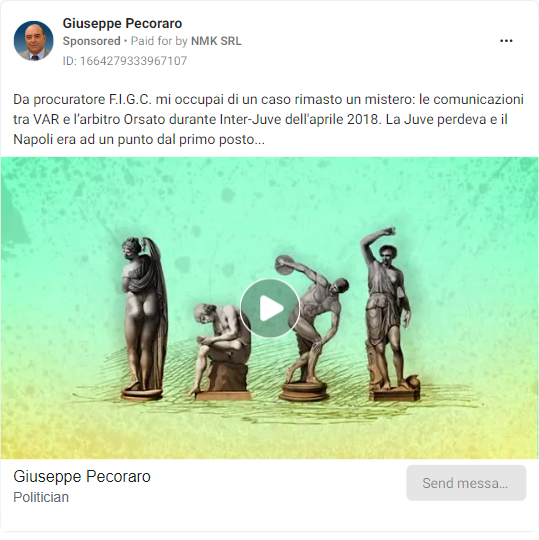 Giuseppe Pecoraro
Sponsored • Paid for by NMK SRL
ID: 1664279333967107
Da procuratore F.I.G.C. mi occupai di un caso rimasto un mistero: le comunicazioni
tra VAR e l'arbitro Orsato durante Inter-Juve dell'aprile 2018. La Juve perdeva e il
Napoli era ad un punto dal primo posto...
Giuseppe Pecoraro
Politician
Send messa...